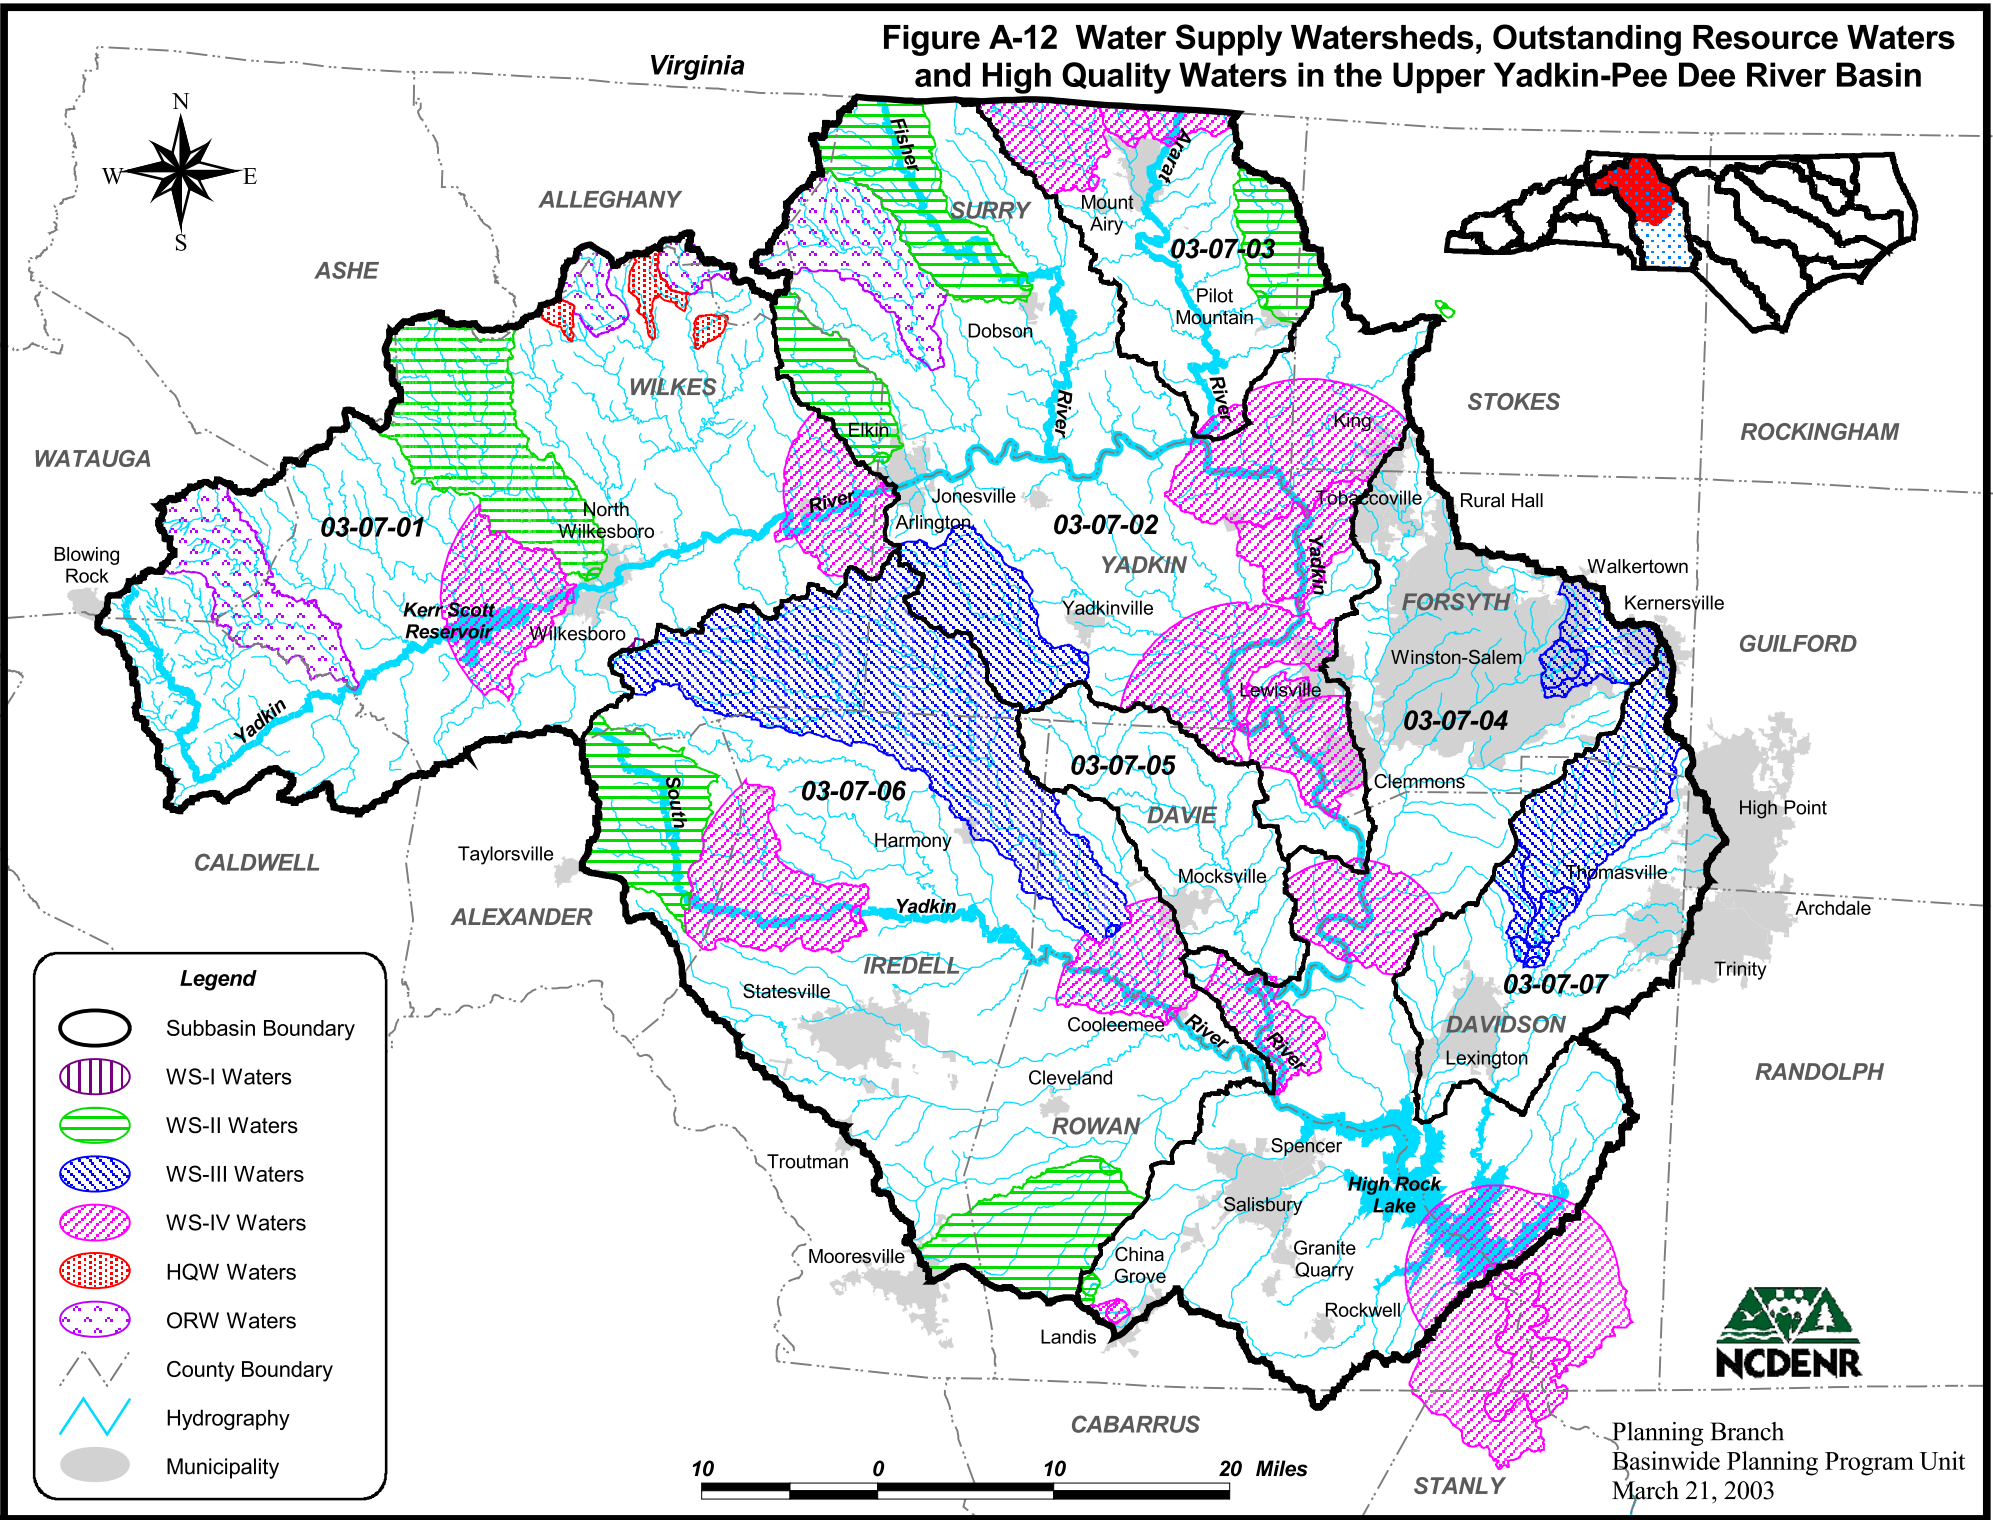 Figure A-12 Water Supply Watersheds, Outstanding Resource Waters
and High Quality Waters in the Upper Yadkin-Pee Dee River Basin
Virginia
N
W
E
S
ALLEGHANY
ASHE
Fisher
Ararat
SURRY
Mount
Airy
03-07-03
Pilot
Mountain
Dobson
WILKES
River
River
King
STOKES
ROCKINGHAM
WATAUGA
Elkin
North
Wilkesboro
03-07-01
River
Jonesville
Arlington
03-07-02
Tobaccoville
Rural Hall
Blowing
Rock
YADKIN
Yadkin
Walkertown
Kerr Scott
Reservoir
Wilkesboro
Yadkinville
FORSYTH
Kernersville
Winston-Salem
GUILFORD
Lewisville
Yadkin
03-07-04
03-07-05
Clemmons
South
03-07-06
DAVIE
High Point
Harmony
Taylorsville
CALDWELL
Mocksville
Thomasville
ALEXANDER
Yadkin
Archdale
IREDELL
Trinity
Statesville
03-07-07
Cooleemee
River
River
DAVIDSON
Lexington
RANDOLPH
Cleveland
ROWAN
Spencer
Troutman
High Rock
Lake
Salisbury
Mooresville
China
Grove
Granite
Quarry
Rockwell
Landis
CABARRUS
STANLY
Legend
Subbasin Boundary
WS-I Waters
WS-II Waters
WS-III Waters
WS-IV Waters
HQW Waters
ORW Waters
County Boundary
Hydrography
Municipality
10 0 10 20 Miles
NCDENR
Planning Branch
Basinwide Planning Program Unit
March 21, 2003